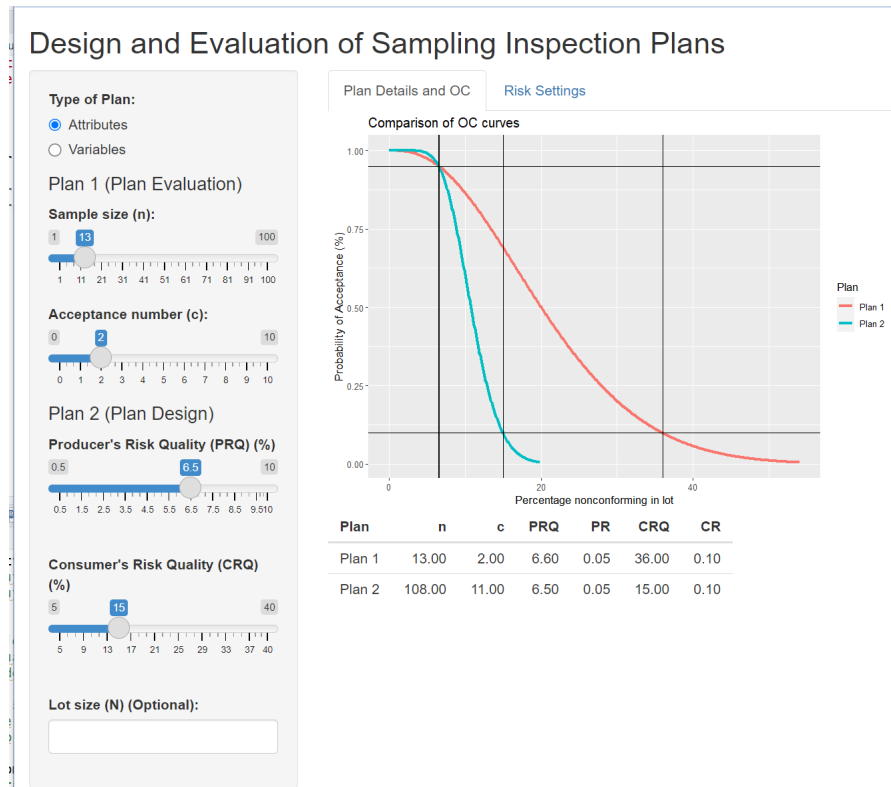 Design and Evaluation of Sampling Inspection Plans
Type of Plan:
Attributes
Variables
Plan 1 (Plan Evaluation)
Sample size (n):
1 13 100
1 11 21 31 41 51 61 71 81 91 100
Acceptance number (c):
0 2 10
0 1 2 3 4 5 6 7 8 9 10
Plan 2 (Plan Design)
Producer's Risk Quality (PRQ) (%)
0.5 6.5 10
0.5 1.5 2.5 3.5 4.5 5.5 6.5 7.5 8.5 9.5 10
Consumer's Risk Quality (CRQ)
(%)
5 15 40
5 9 13 17 21 25 29 33 37 40
Lot size (N) (Optional):
Plan Details and OC Risk Settings
Comparison of OC curves
Probability of Acceptance (%)
1.00
0.75
0.50
0.25
0.00
0 20 40
Percentage nonconforming in lot
Plan
Plan 1
Plan 2
Plan n c PRQ PR CRQ CR
Plan 1 13.00 2.00 6.60 0.05 36.00 0.10
Plan 2 108.00 11.00 6.50 0.05 15.00 0.10